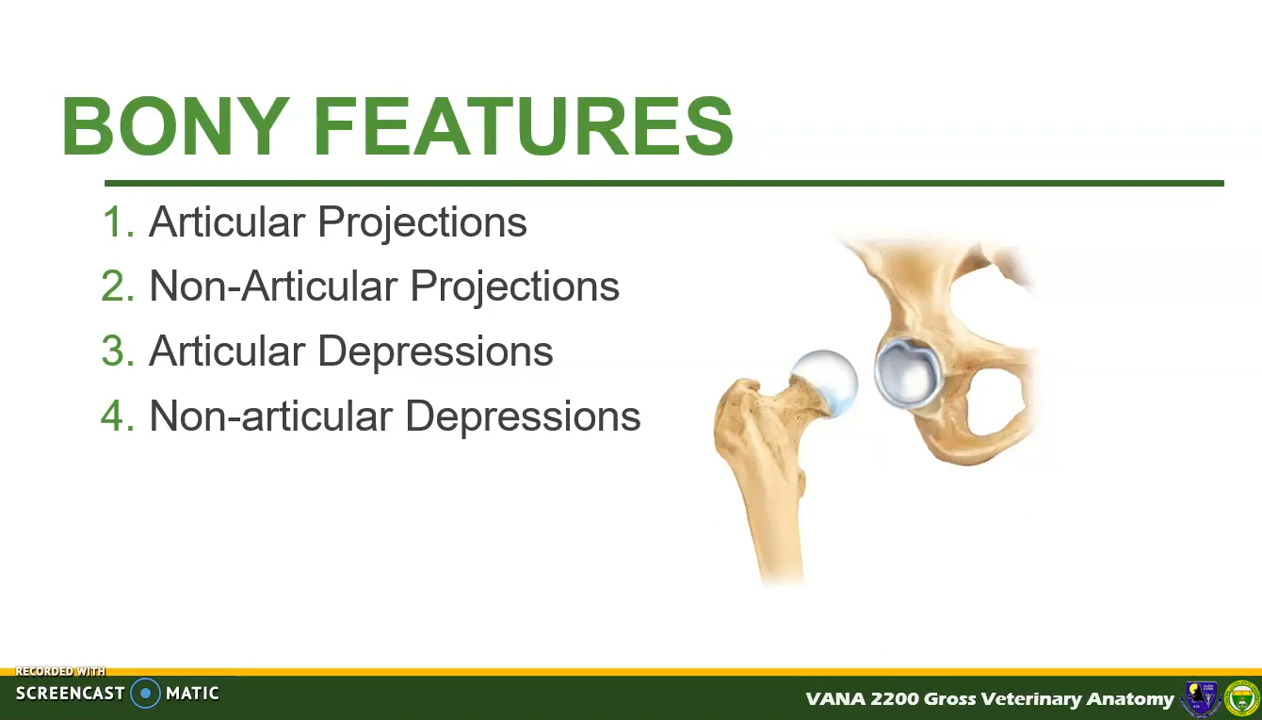 BONY FEATURES
1. Articular Projections
2. Non-Articular Projections
3. Articular Depressions
4. Non-articular Depressions
RECORDED WITH
SCREENCAST MATIC
VANA 2200 Gross Veterinary Anatomy